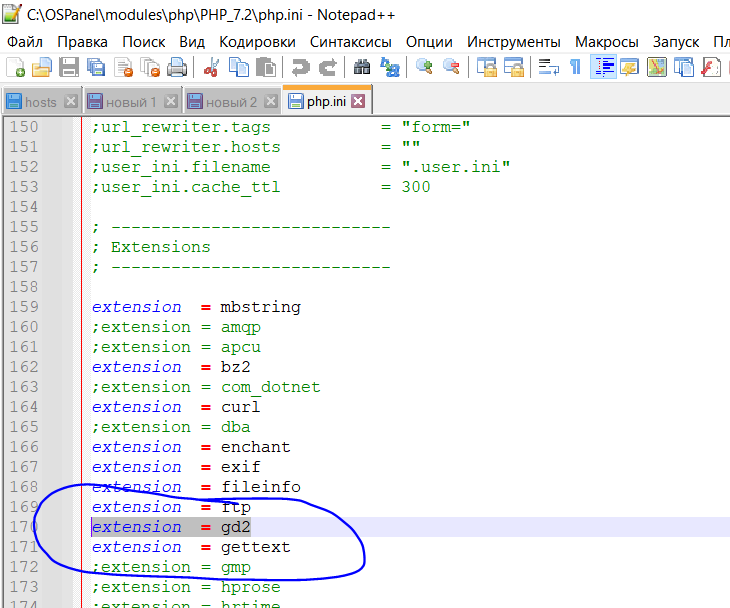 C:\OSPanel\modules\php\PHP_7.2\php.ini - Notepad++
Файл Правка Поиск Вид Кодировки Синтаксисы Опции Инструменты Макросы Запуск
hosts новый 1 новый 2 php.ini
150 ;url_rewriter.tags = "form="
151 ;url_rewriter.hosts = ""
152 ;user_ini.filename = ".user.ini"
153 ;user_ini.cache_ttl = 300
154
155 ; ----------------------------
156 ; Extensions
157 ; ----------------------------
158
159 extension = mbstring
160 ;extension = amqp
161 ;extension = apcu
162 extension = bz2
163 ;extension = com_dotnet
164 extension = curl
165 ;extension = dba
166 extension = enchant
167 extension = exif
168 extension = fileinfo
169 extension = ftp
170 extension = gd2
171 extension = gettext
172 ;extension = gmp
173 ;extension = hprose
174 ;extension = hrtime